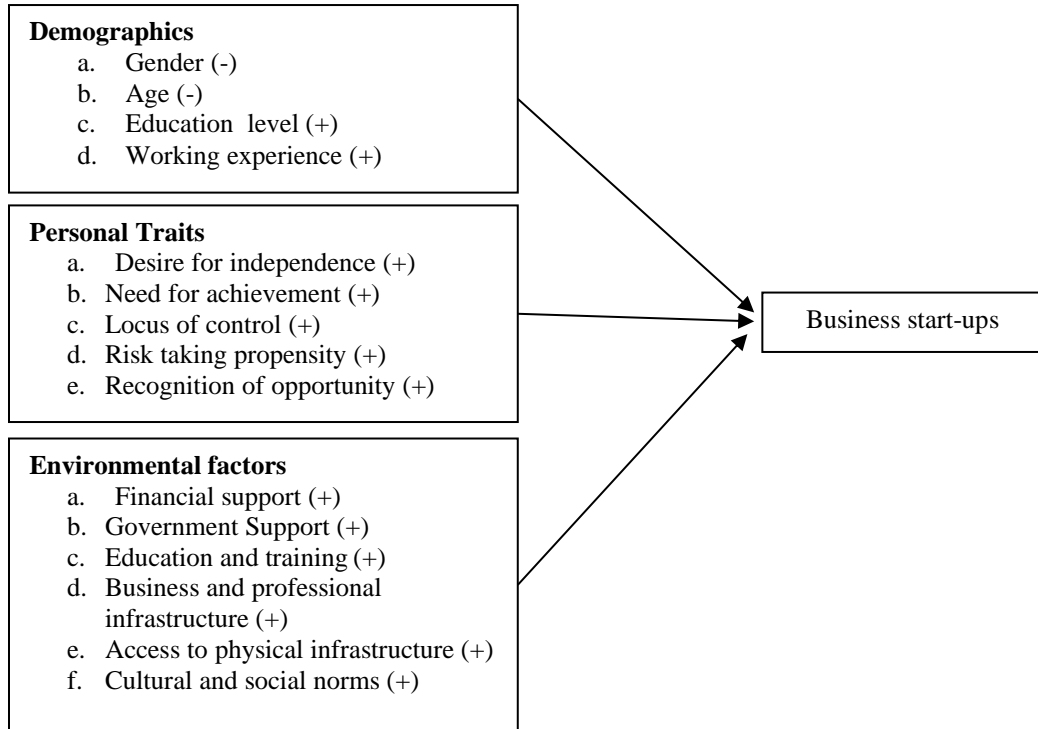 Demographics
a. Gender (-)
b. Age (-)
c. Education level (+)
d. Working experience (+)
Personal Traits
a. Desire for independence (+)
b. Need for achievement (+)
c. Locus of control (+)
d. Risk taking propensity (+)
e. Recognition of opportunity (+)
Business start-ups
Environmental factors
a. Financial support (+)
b. Government Support (+)
c. Education and training (+)
d. Business and professional
infrastructure (+)
e. Access to physical infrastructure (+)
f. Cultural and social norms (+)